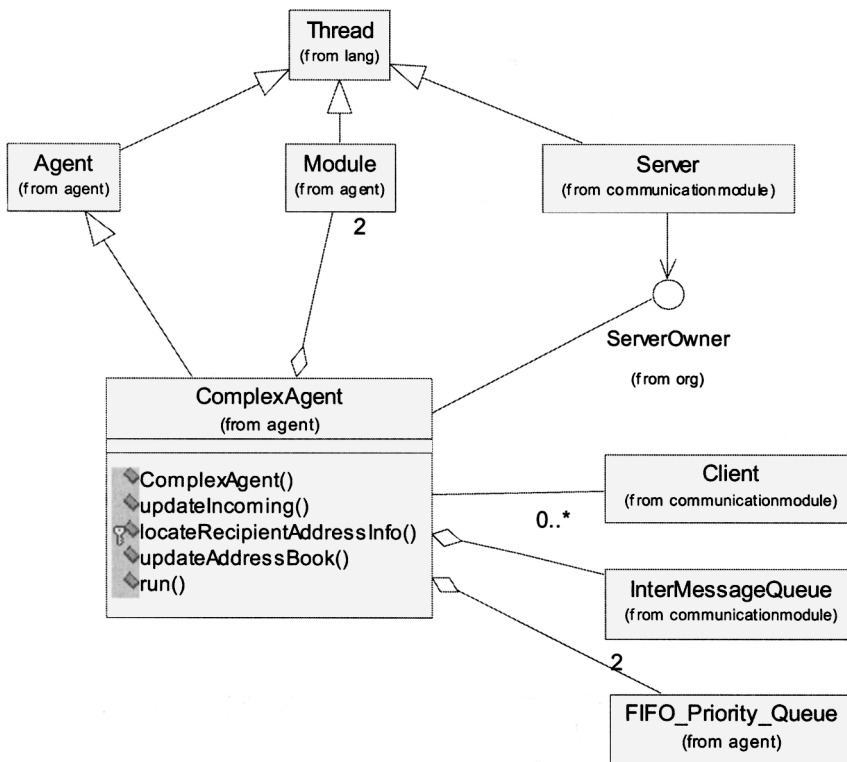 Thread
(from lang)
Agent
(from agent)
Module
(from agent)
2
Server
(from communicationmodule)
ServerOwner
(from org)
ComplexAgent
(from agent)
ComplexAgent()
updateIncoming()
locateRecipientAddressInfo()
updateAddressBook()
run()
Client
(from communicationmodule)
0..*
InterMessageQueue
(from communicationmodule)
2
FIFO_Priority_Queue
(from agent)